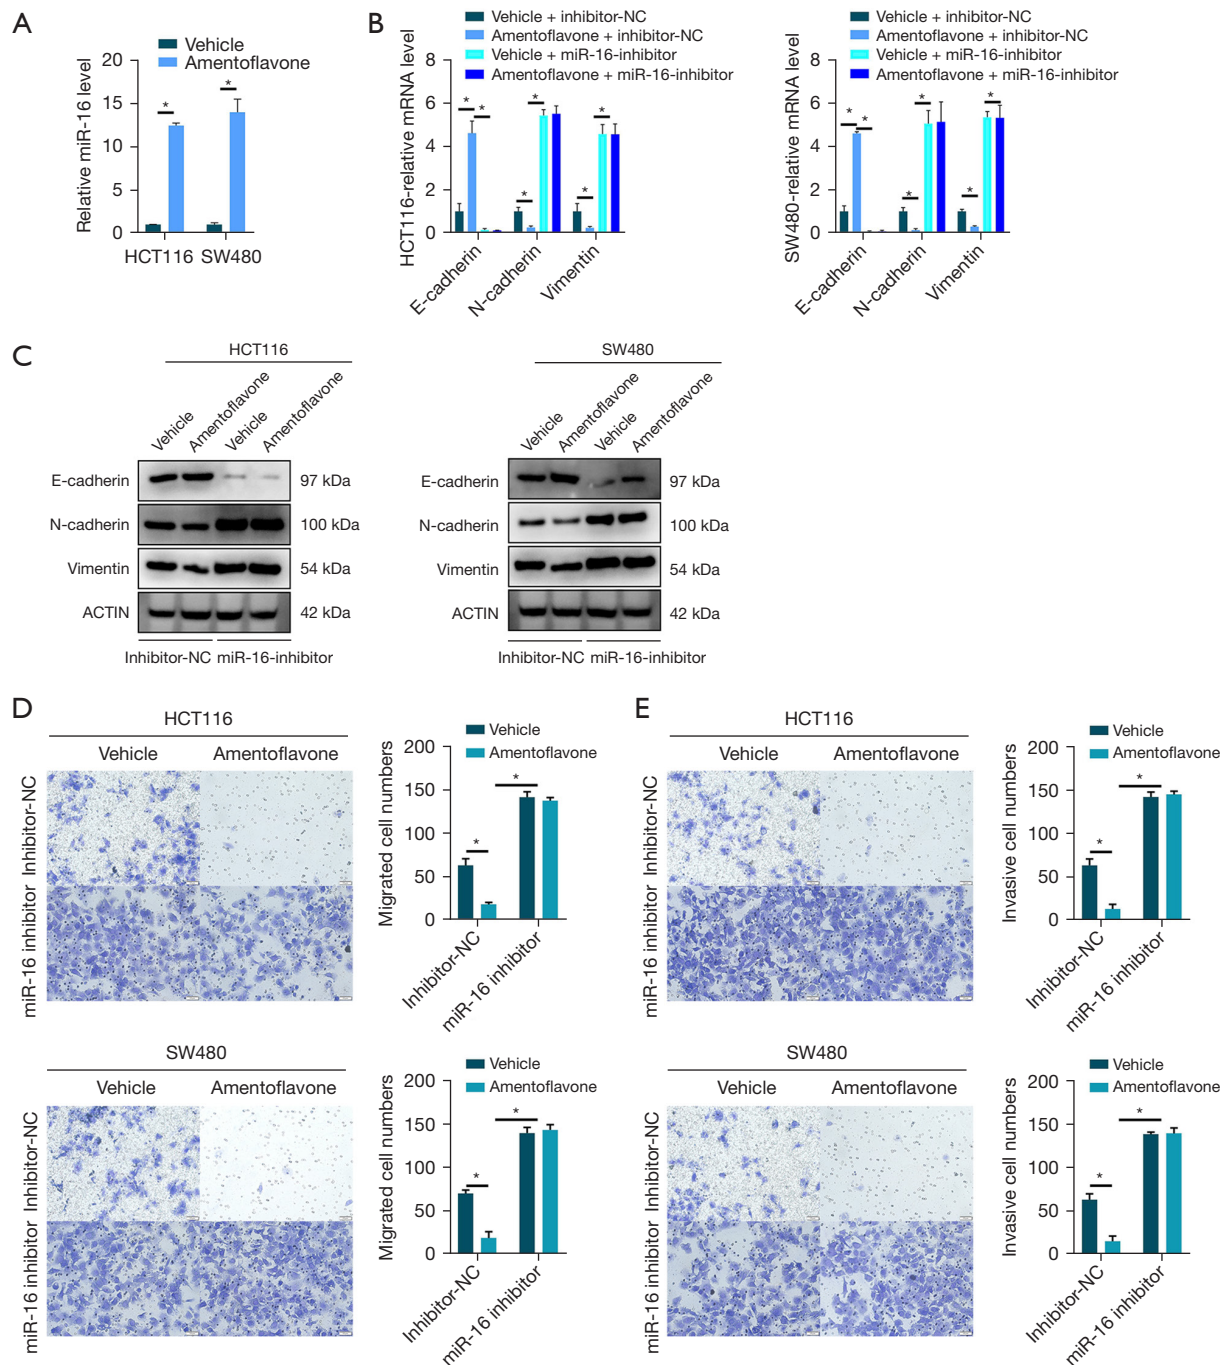 A
Vehicle
Amentoflavone
Relative miR-16 level
20
15
10
5
0
*
*
HCT116 SW480
B
Vehicle + inhibitor-NC
Amentoflavone + inhibitor-NC
Vehicle + miR-16-inhibitor
Amentoflavone + miR-16-inhibitor
HCT116-relative mRNA level
8
6
4
2
0
* *
*
*
*
*
E-cadherin
N-cadherin
Vimentin
Vehicle + inhibitor-NC
Amentoflavone + inhibitor-NC
Vehicle + miR-16-inhibitor
Amentoflavone + miR-16-inhibitor
SW480-relative mRNA level
8
6
4
2
0
* *
*
*
*
*
E-cadherin
N-cadherin
Vimentin
C
HCT116
Vehicle
Amentoflavone
Vehicle
Amentoflavone
E-cadherin 97 kDa
N-cadherin 100 kDa
Vimentin 54 kDa
ACTIN 42 kDa
Inhibitor-NC miR-16-inhibitor
SW480
Vehicle
Amentoflavone
Vehicle
Amentoflavone
E-cadherin 97 kDa
N-cadherin 100 kDa
Vimentin 54 kDa
ACTIN 42 kDa
Inhibitor-NC miR-16-inhibitor
D
HCT116
Vehicle Amentoflavone
Inhibitor-NC
miR-16 inhibitor
Vehicle
Amentoflavone
Migrated cell numbers
200
150
100
50
0
*
*
Inhibitor-NC
miR-16 inhibitor
SW480
Vehicle Amentoflavone
Inhibitor-NC
miR-16 inhibitor
Vehicle
Amentoflavone
Migrated cell numbers
200
150
100
50
0
*
*
Inhibitor-NC
miR-16 inhibitor
E
HCT116
Vehicle Amentoflavone
Inhibitor-NC
miR-16 inhibitor
Vehicle
Amentoflavone
Invasive cell numbers
200
150
100
50
0
*
*
Inhibitor-NC
miR-16 inhibitor
SW480
Vehicle Amentoflavone
Inhibitor-NC
miR-16 inhibitor
Vehicle
Amentoflavone
Invasive cell numbers
200
150
100
50
0
*
*
Inhibitor-NC
miR-16 inhibitor